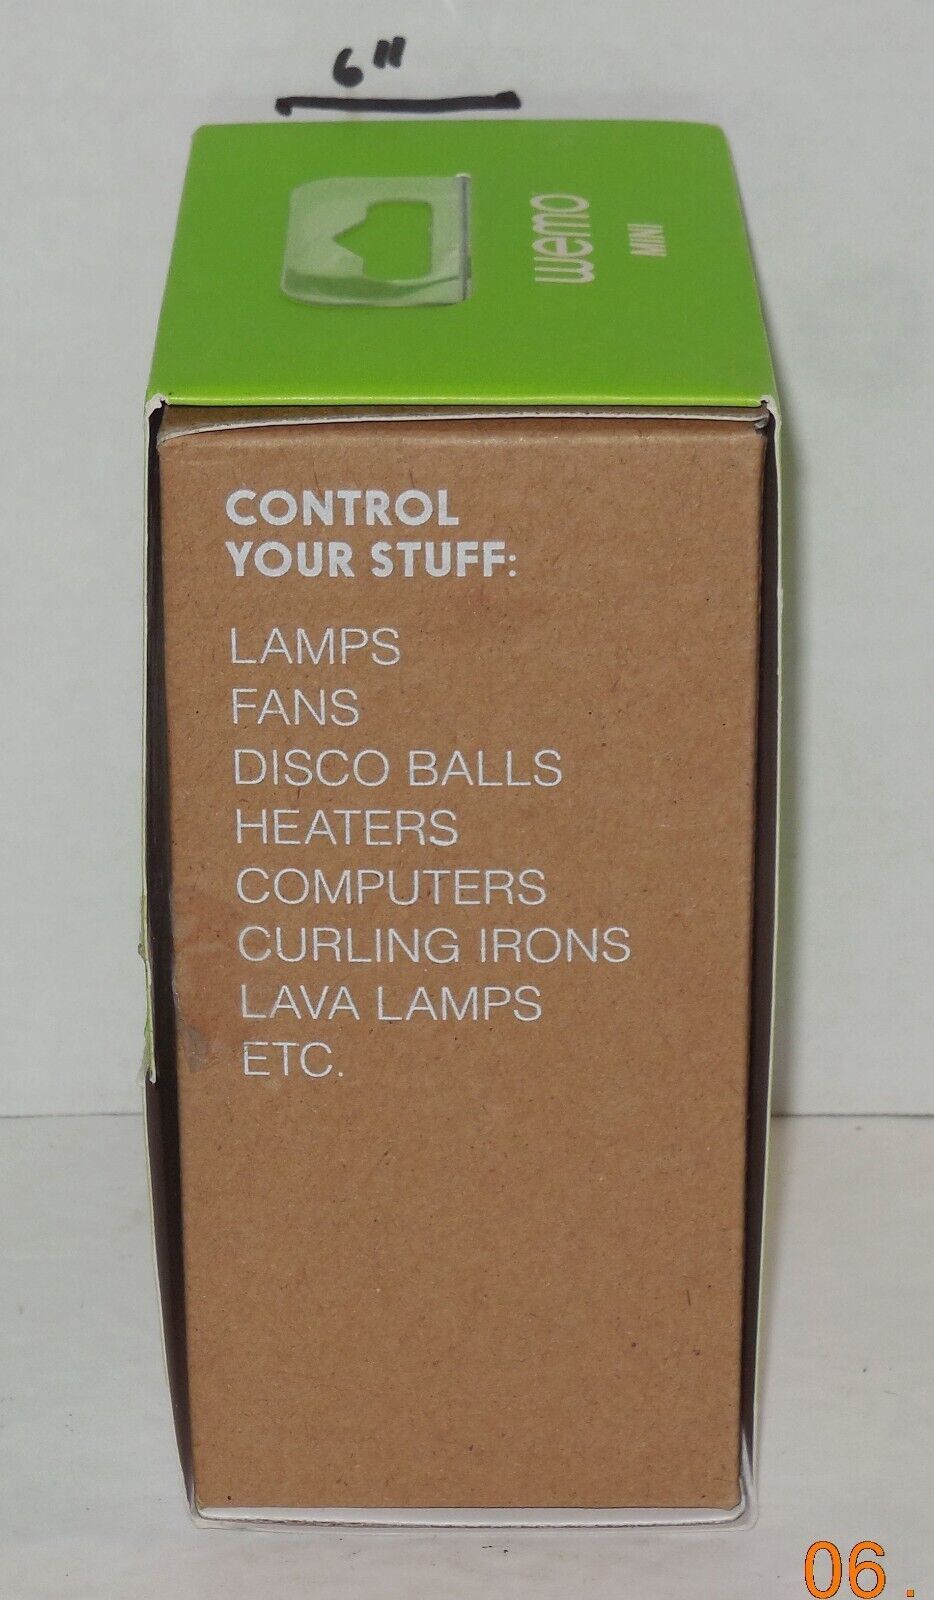 6"
wemo
MINI
CONTROL
YOUR STUFF:
LAMPS
FANS
DISCO BALLS
HEATERS
COMPUTERS
CURLING IRONS
LAVA LAMPS
ETC.
06.